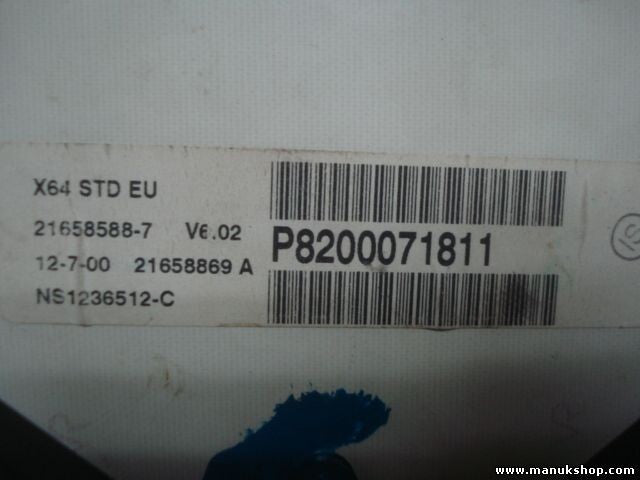 X64 STD EU
21658588-7 V6.02
12-7-00 21658869 A
NS1236512-C
P8200071811
www.manukshop.com